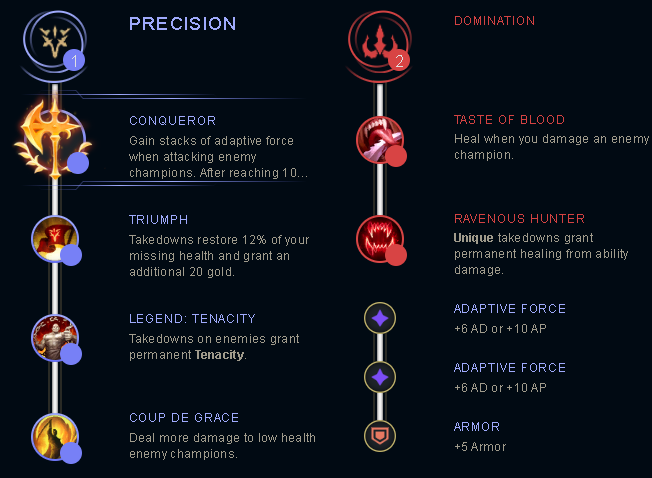 PRECISION
1
CONQUEROR
Gain stacks of adaptive force
when attacking enemy
champions. After reaching 10...
TRIUMPH
Takedowns restore 12% of your
missing health and grant an
additional 20 gold.
LEGEND: TENACITY
Takedowns on enemies grant
permanent Tenacity.
COUP DE GRACE
Deal more damage to low health
enemy champions.
DOMINATION
2
TASTE OF BLOOD
Heal when you damage an enemy
champion.
RAVENOUS HUNTER
Unique takedowns grant
permanent healing from ability
damage.
ADAPTIVE FORCE
+6 AD or +10 AP
ADAPTIVE FORCE
+6 AD or +10 AP
ARMOR
+5 Armor